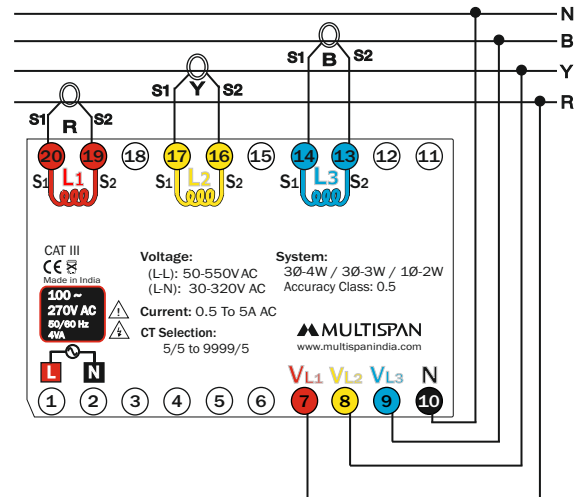 N
B
Y
R
S1 B S2
S1 Y S2
S1 R S2
20 19 18 17 16 15 14 13 12 11
S1 L1 S2 S1 L2 S2 S1 L3 S2
CAT III
CE
Made in India
100 ~
270V AC
50/60 Hz
4VA
L N
Voltage:
(L-L): 50-550V AC
(L-N): 30-320V AC
Current: 0.5 To 5A AC
CT Selection:
5/5 to 9999/5
System:
3Ø-4W / 3Ø-3W / 1Ø-2W
Accuracy Class: 0.5
MULTISPAN
www.multispanindia.com
VL1 VL2 VL3 N
1 2 3 4 5 6 7 8 9 10